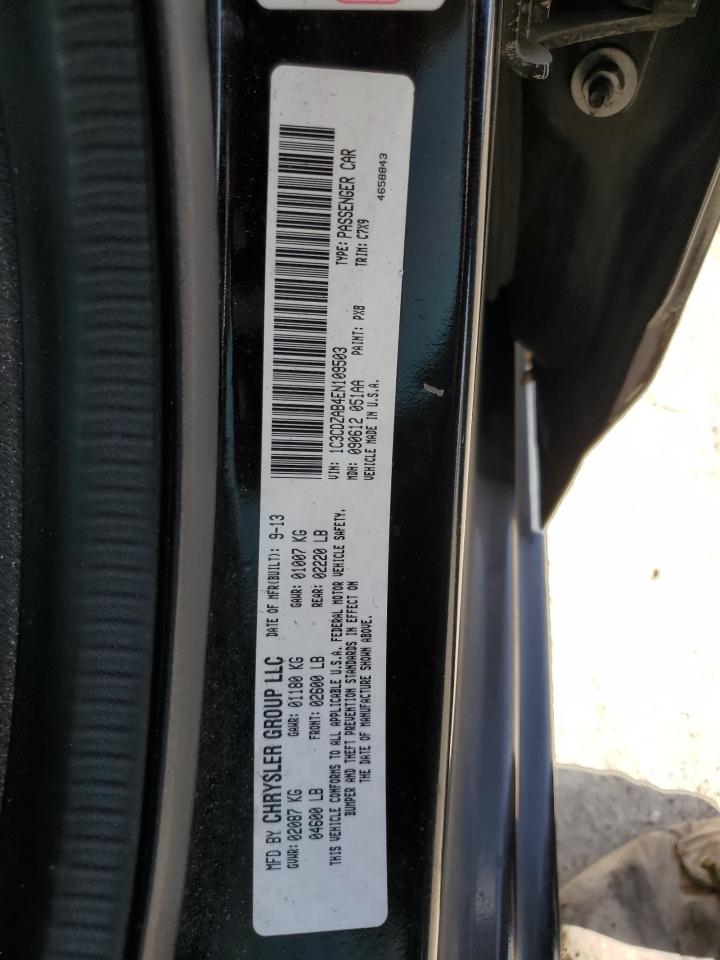 MFD BY CHRYSLER GROUP LLC DATE OF MFR(BUILT): 9-13
GVWR: 02087 KG GAWR: 01180 KG GAWR: 01007 KG
04600 LB FRONT: 02600 LB REAR: 02220 LB
THIS VEHICLE CONFORMS TO ALL APPLICABLE U.S.A. FEDERAL MOTOR VEHICLE SAFETY,
BUMPER AND THEFT PREVENTION STANDARDS IN EFFECT ON
THE DATE OF MANUFACTURE SHOWN ABOVE.
VIN: 1C3CDZAB4EN109503 TYPE: PASSENGER CAR
MDH: 090612 051AA PAINT: PX8 TRIM: C7X9
VEHICLE MADE IN U.S.A. 4658843